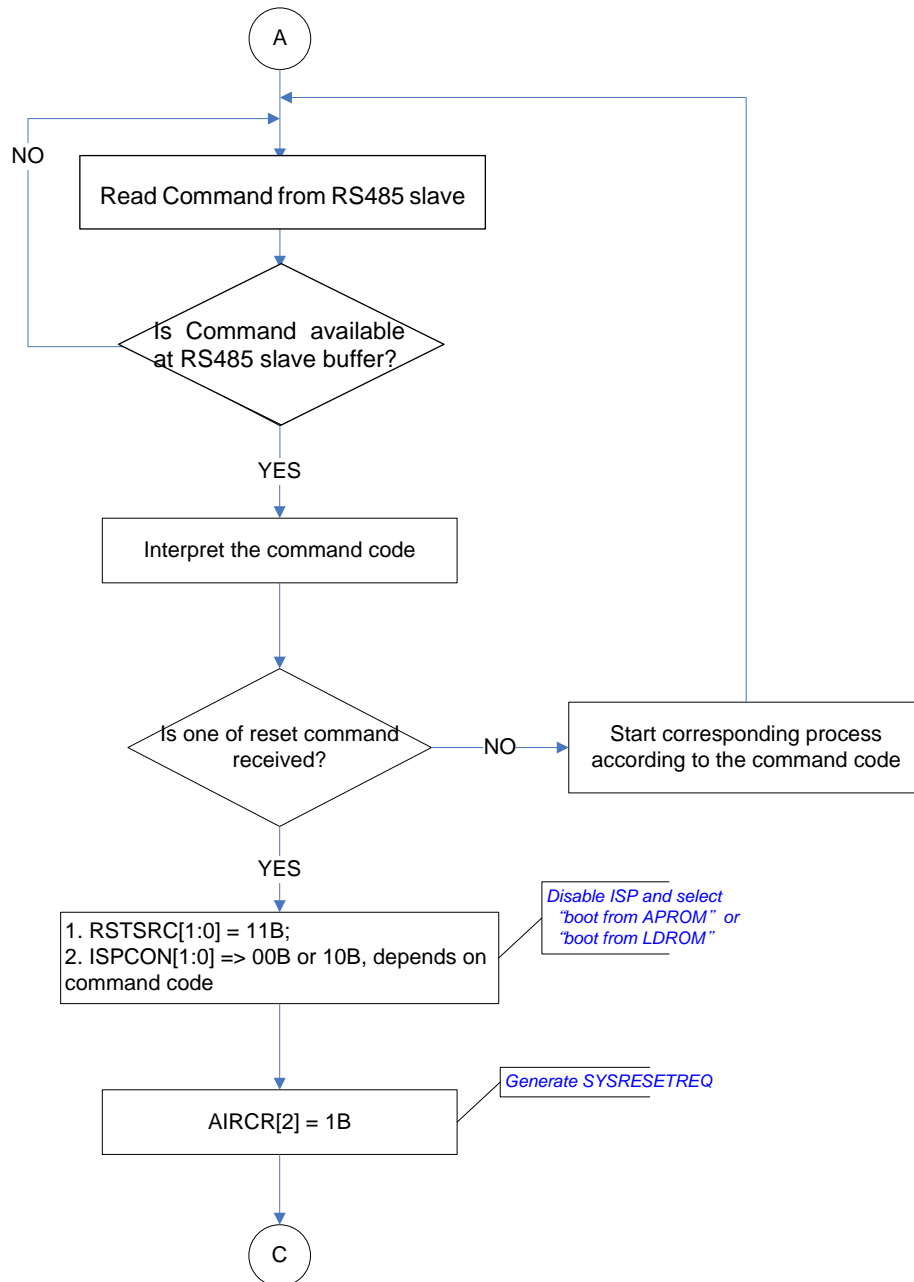 A
NO
Read Command from RS485 slave
Is Command available
at RS485 slave buffer?
YES
Interpret the command code
Is one of reset command
received?
NO
Start corresponding process
according to the command code
YES
1. RSTSRC[1:0] = 11B;
2. ISPCON[1:0] => 00B or 10B, depends on
command code
Disable ISP and select
“boot from APROM” or
“boot from LDROM”
AIRCR[2] = 1B
Generate SYSRESETREQ
C